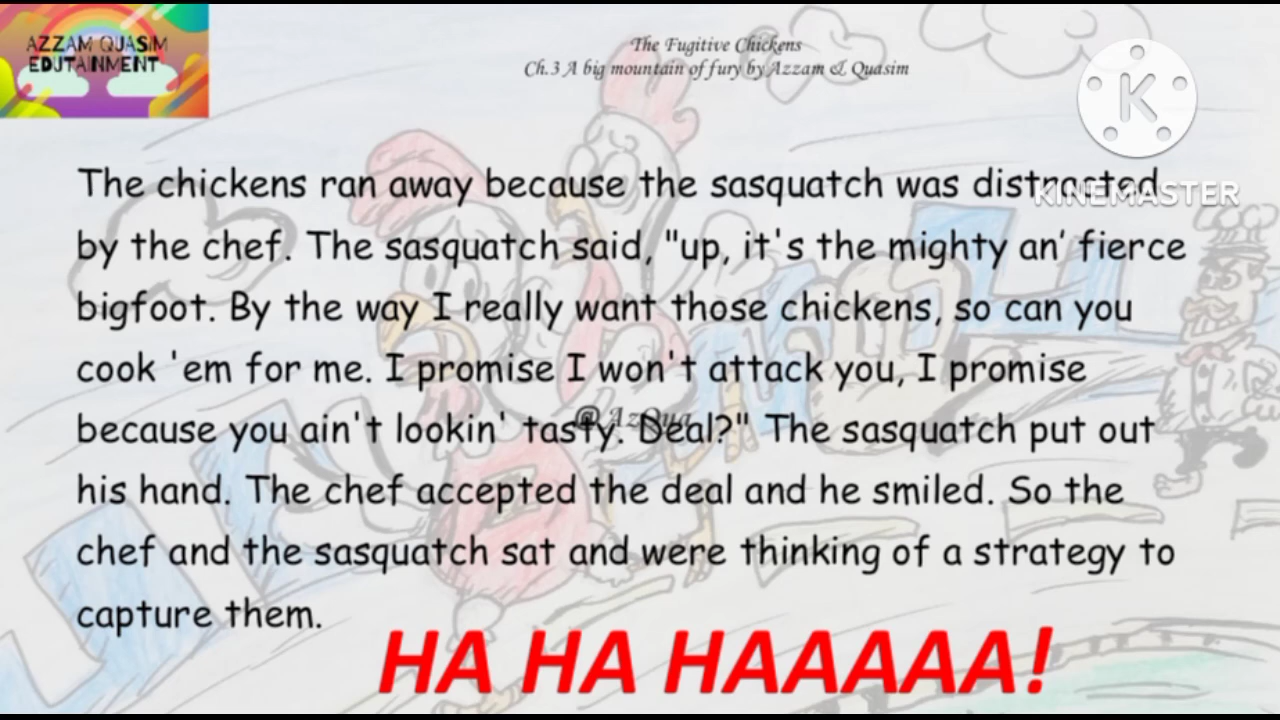 AZZAM QUASIM
EDUTAINMENT
The Fugitive Chickens
Ch.3 A big mountain of fury by Azzam & Quasim
K
KINEMASTER
The chickens ran away because the sasquatch was distracted
by the chef. The sasquatch said, "up, it's the mighty an' fierce
bigfoot. By the way I really want those chickens, so can you
cook 'em for me. I promise I won't attack you, I promise
because you ain't lookin' tasty. Deal?" The sasquatch put out
@AzQua
his hand. The chef accepted the deal and he smiled. So the
chef and the sasquatch sat and were thinking of a strategy to
capture them.
HA HA HAAAAA!